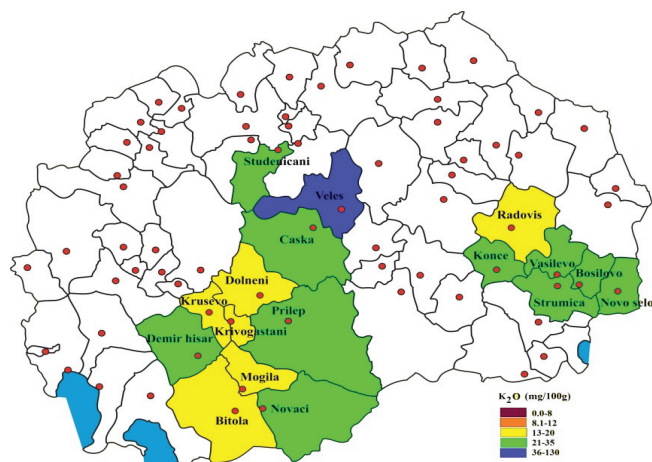 Studenicani
Veles
Radovis
Caska
Konce
Vasilevo
Bosilovo
Dolneni
Krusevo
Prilep
Strumica
Novo selo
Krivogastani
Demir hisar
Mogila
Novaci
Bitola
K2O (mg/100g)
0.0-8
8.1-12
13-20
21-35
36-130